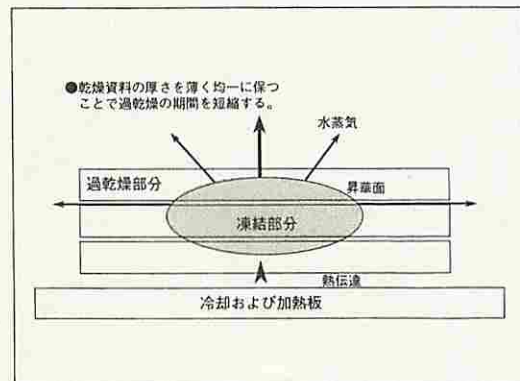 ●乾燥資料の厚さを薄く均一に保つ
ことで過乾燥の期間を短縮する。
水蒸気
過乾燥部分
昇華面
凍結部分
熱伝達
冷却および加熱板